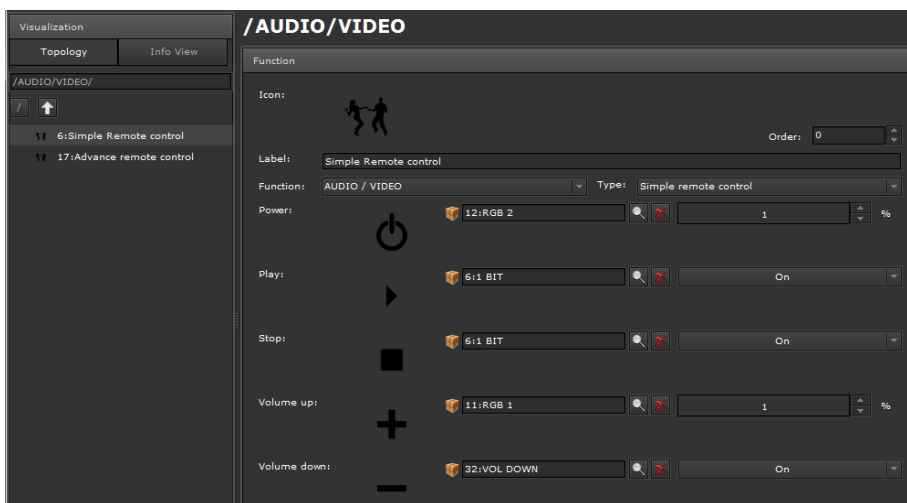 Visualization
Topology
Info View
/AUDIO/VIDEO/
/
6:Simple Remote control
17:Advance remote control
/AUDIO/VIDEO
Function
Icon:
Order: 0
Label: Simple Remote control
Function: AUDIO / VIDEO Type: Simple remote control
Power: 12:RGB 2 1 %
Play: 6:1 BIT On
Stop: 6:1 BIT On
Volume up: 11:RGB 1 1 %
Volume down: 32:VOL DOWN On